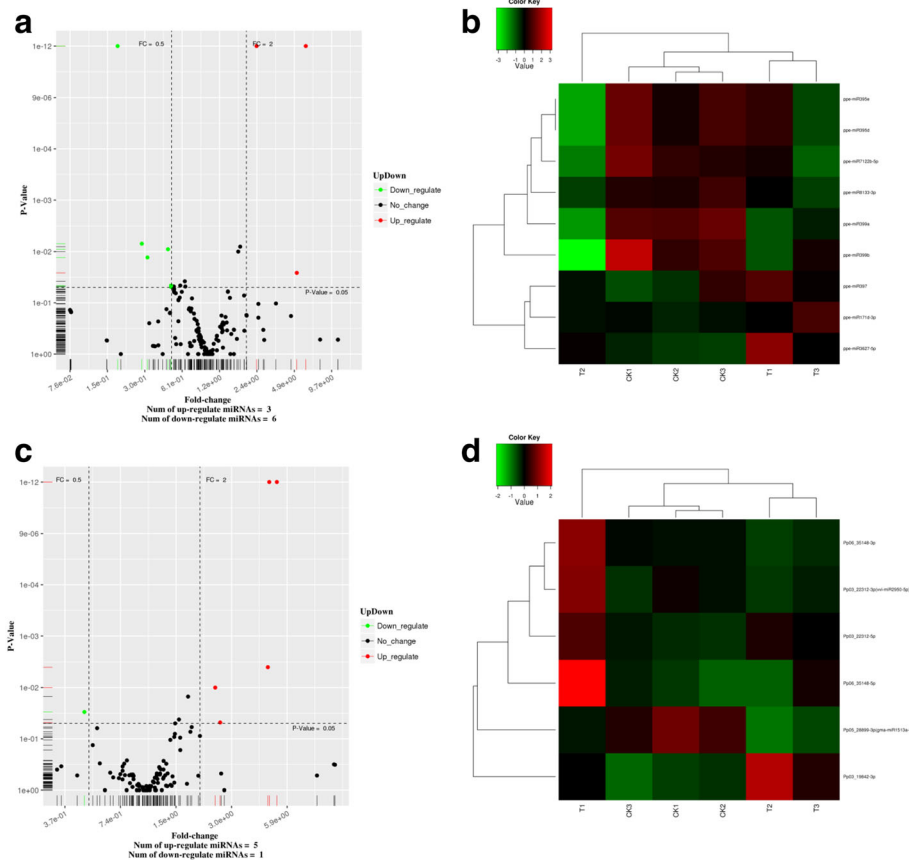 a
FC = 0.5
FC = 2
1e-12
9e-06
1e-04
1e-03
1e-02
1e-01
1e+00
P-Value
P-Value = 0.05
UpDown
Down_regulate
No_change
Up_regulate
7.6e-02
1.5e-01
3.0e-01
6.1e-01
1.2e+00
2.4e+00
4.9e+00
9.7e+00
Fold-change
Num of up-regulate miRNAs = 3
Num of down-regulate miRNAs = 6
b
Color Key
-3 -1 0 1 2 3
Value
ppe-miR395e
ppe-miR395d
ppe-miR7122b-5p
ppe-miR6133-3p
ppe-miR399a
ppe-miR397
ppe-miR171d-3p
ppe-miR3627-5p
T2
CK1
CK2
CK3
T1
T3
c
FC = 0.5
FC = 2
1e-12
9e-06
1e-04
1e-03
1e-02
1e-01
1e+00
P-Value
P-Value = 0.05
UpDown
Down_regulate
No_change
Up_regulate
3.7e-01
7.4e-01
1.5e+00
3.0e+00
5.9e+00
Fold-change
Num of up-regulate miRNAs = 5
Num of down-regulate miRNAs = 1
d
Color Key
-2 -1 0 1 2
Value
Pp03_22312-5p
Pp03_19842-3p
T1
CK3
CK1
CK2
T2
T3